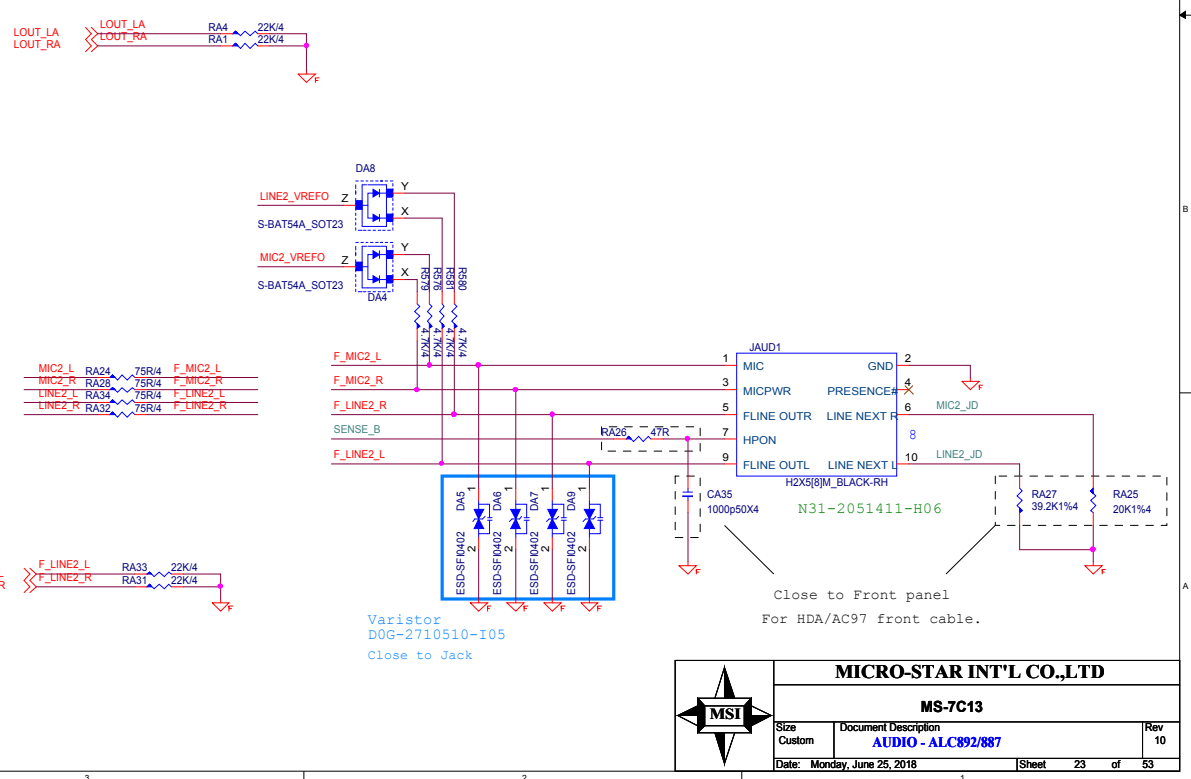 LOUT_LA LOUT_LA RA4 22K/4
LOUT_RA LOUT_RA RA1 22K/4
F
DA8
LINE2_VREFO Z Y
X
S-BAT54A_SOT23
MIC2_VREFO Z Y
X
S-BAT54A_SOT23
DA4
R579 R576 R581 R580
4.7K/4 4.7K/4 4.7K/4 4.7K/4
MIC2_L RA24 75R/4 F_MIC2_L
MIC2_R RA28 75R/4 F_MIC2_R
LINE2_L RA34 75R/4 F_LINE2_L
LINE2_R RA32 75R/4 F_LINE2_R
JAUD1
F_MIC2_L 1 MIC GND 2
F
F_MIC2_R 3 MICPWR PRESENCE# 4
F_LINE2_R 5 FLINE OUTR LINE NEXT R 6 MIC2_JD
SENSE_B RA26 47R 7 HPON 8
F_LINE2_L 9 FLINE OUTL LINE NEXT L 10 LINE2_JD
H2X5[8]M_BLACK-RH
N31-2051411-H06
CA35
1000p50X4
F
RA27
39.2K1%4
RA25
20K1%4
F
DA5 1 2 ESD-SFI0402 F
DA6 1 2 ESD-SFI0402 F
DA7 1 2 ESD-SFI0402 F
DA9 1 2 ESD-SFI0402 F
Varistor
D0G-2710510-I05
Close to Jack
Close to Front panel
For HDA/AC97 front cable.
L F_LINE2_L RA33 22K/4
R F_LINE2_R RA31 22K/4
F
B
A
MSI
MICRO-STAR INT'L CO.,LTD
MS-7C13
Size Document Description Rev
Custom AUDIO - ALC892/887 10
Date: Monday, June 25, 2018 Sheet 23 of 53
3 2 1